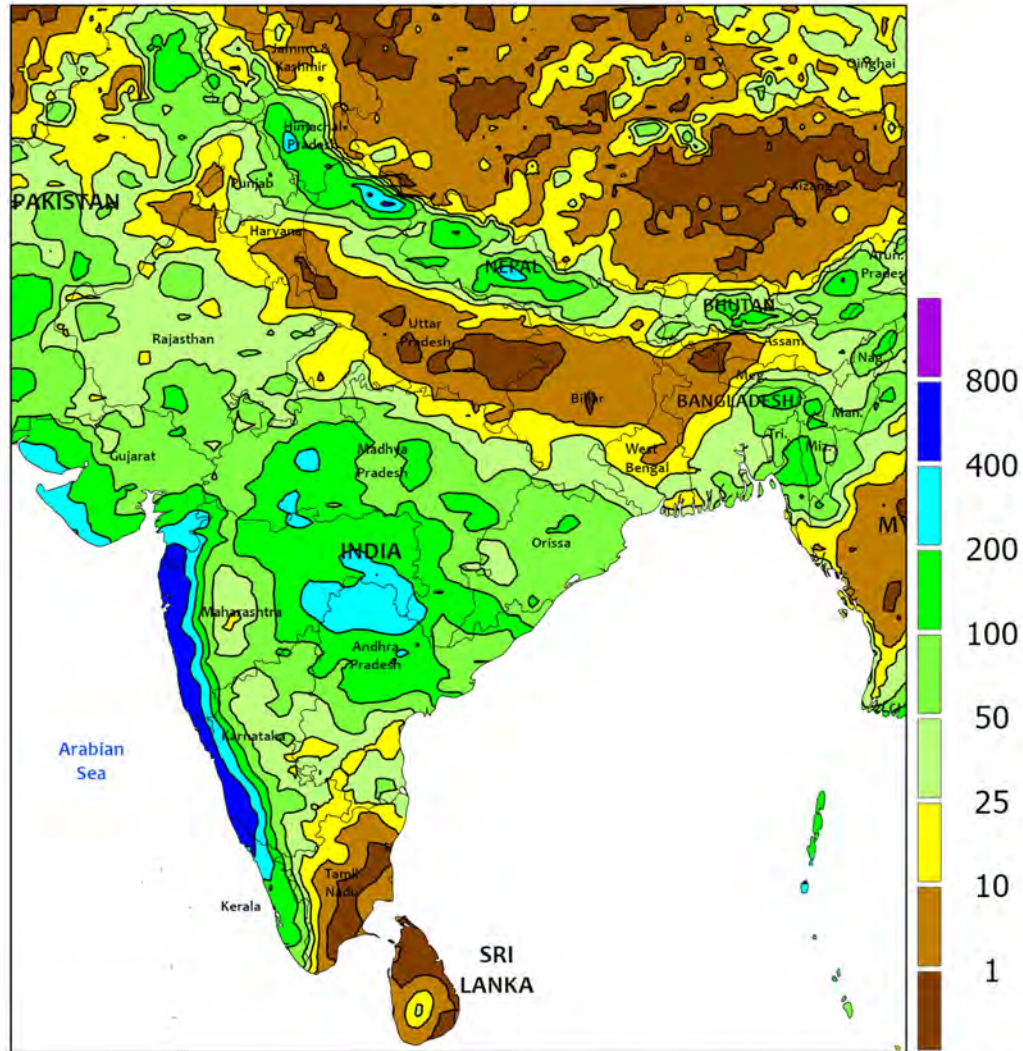 Jammu &
Kashmir
Qinghai
Himachal
Pradesh
Punjab
Xizang
PAKISTAN
Haryana
Arun.
Prades
NEPAL
BHUTAN
Uttar
Pradesh
Rajasthan
Assam
Nag.
Meg.
Bihar
BANGLADESH
Man.
Tri.
Miz.
Gujarat
Madhya
Pradesh
West
Bengal
MY
INDIA
Orissa
Maharashtra
Andhra
Pradesh
Karnataka
Arabian
Sea
Tamil
Nadu
Kerala
SRI
LANKA
800
400
200
100
50
25
10
1